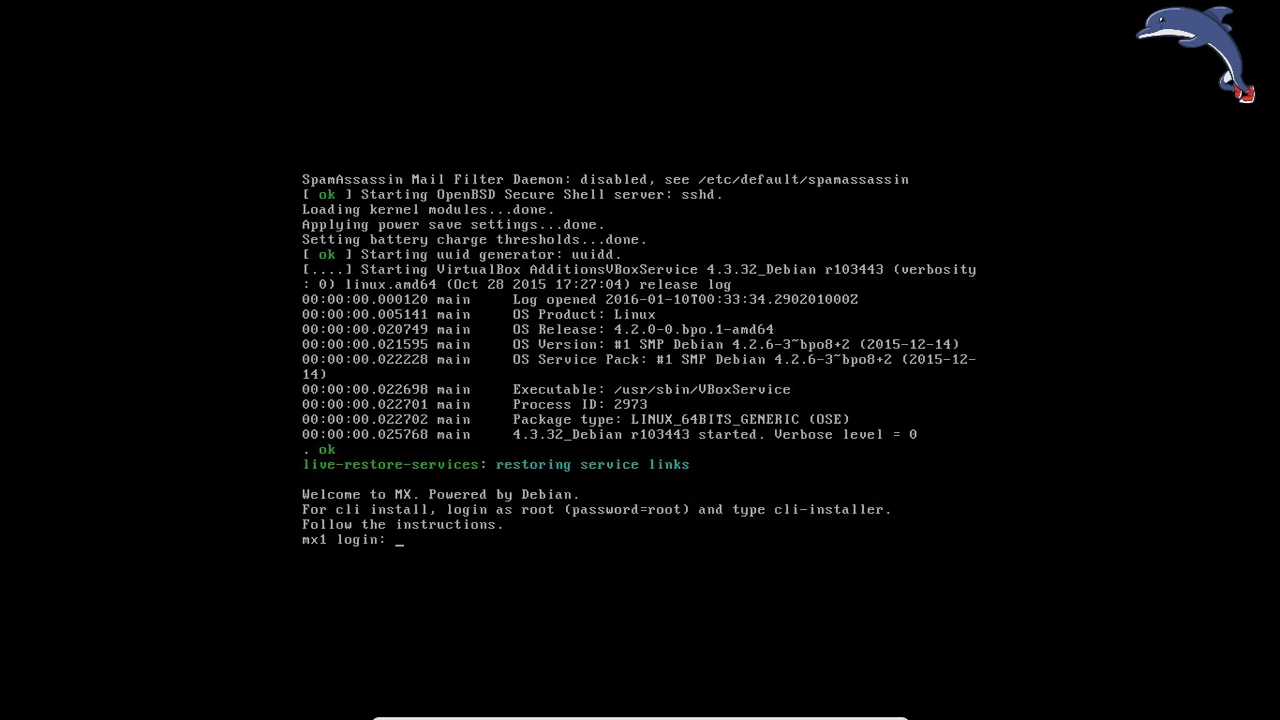 SpamAssassin Mail Filter Daemon: disabled, see /etc/default/spamassassin
[ ok ] Starting OpenBSD Secure Shell server: sshd.
Loading kernel modules...done.
Applying power save settings...done.
Setting battery charge thresholds...done.
[ ok ] Starting uuid generator: uuidd.
[....] Starting VirtualBox AdditionsVBoxService 4.3.32_Debian r103443 (verbosity
: 0) linux.amd64 (Oct 28 2015 17:27:04) release log
00:00:00.000120 main     Log opened 2016-01-10T00:33:34.290201000Z
00:00:00.005141 main     OS Product: Linux
00:00:00.020749 main     OS Release: 4.2.0-0.bpo.1-amd64
00:00:00.021595 main     OS Version: #1 SMP Debian 4.2.6-3~bpo8+2 (2015-12-14)
00:00:00.022228 main     OS Service Pack: #1 SMP Debian 4.2.6-3~bpo8+2 (2015-12-
14)
00:00:00.022698 main     Executable: /usr/sbin/VBoxService
00:00:00.022701 main     Process ID: 2973
00:00:00.022702 main     Package type: LINUX_64BITS_GENERIC (OSE)
00:00:00.025768 main     4.3.32_Debian r103443 started. Verbose level = 0
. ok
live-restore-services: restoring service links
Welcome to MX. Powered by Debian.
For cli install, login as root (password=root) and type cli-installer.
Follow the instructions.
mx1 login: _